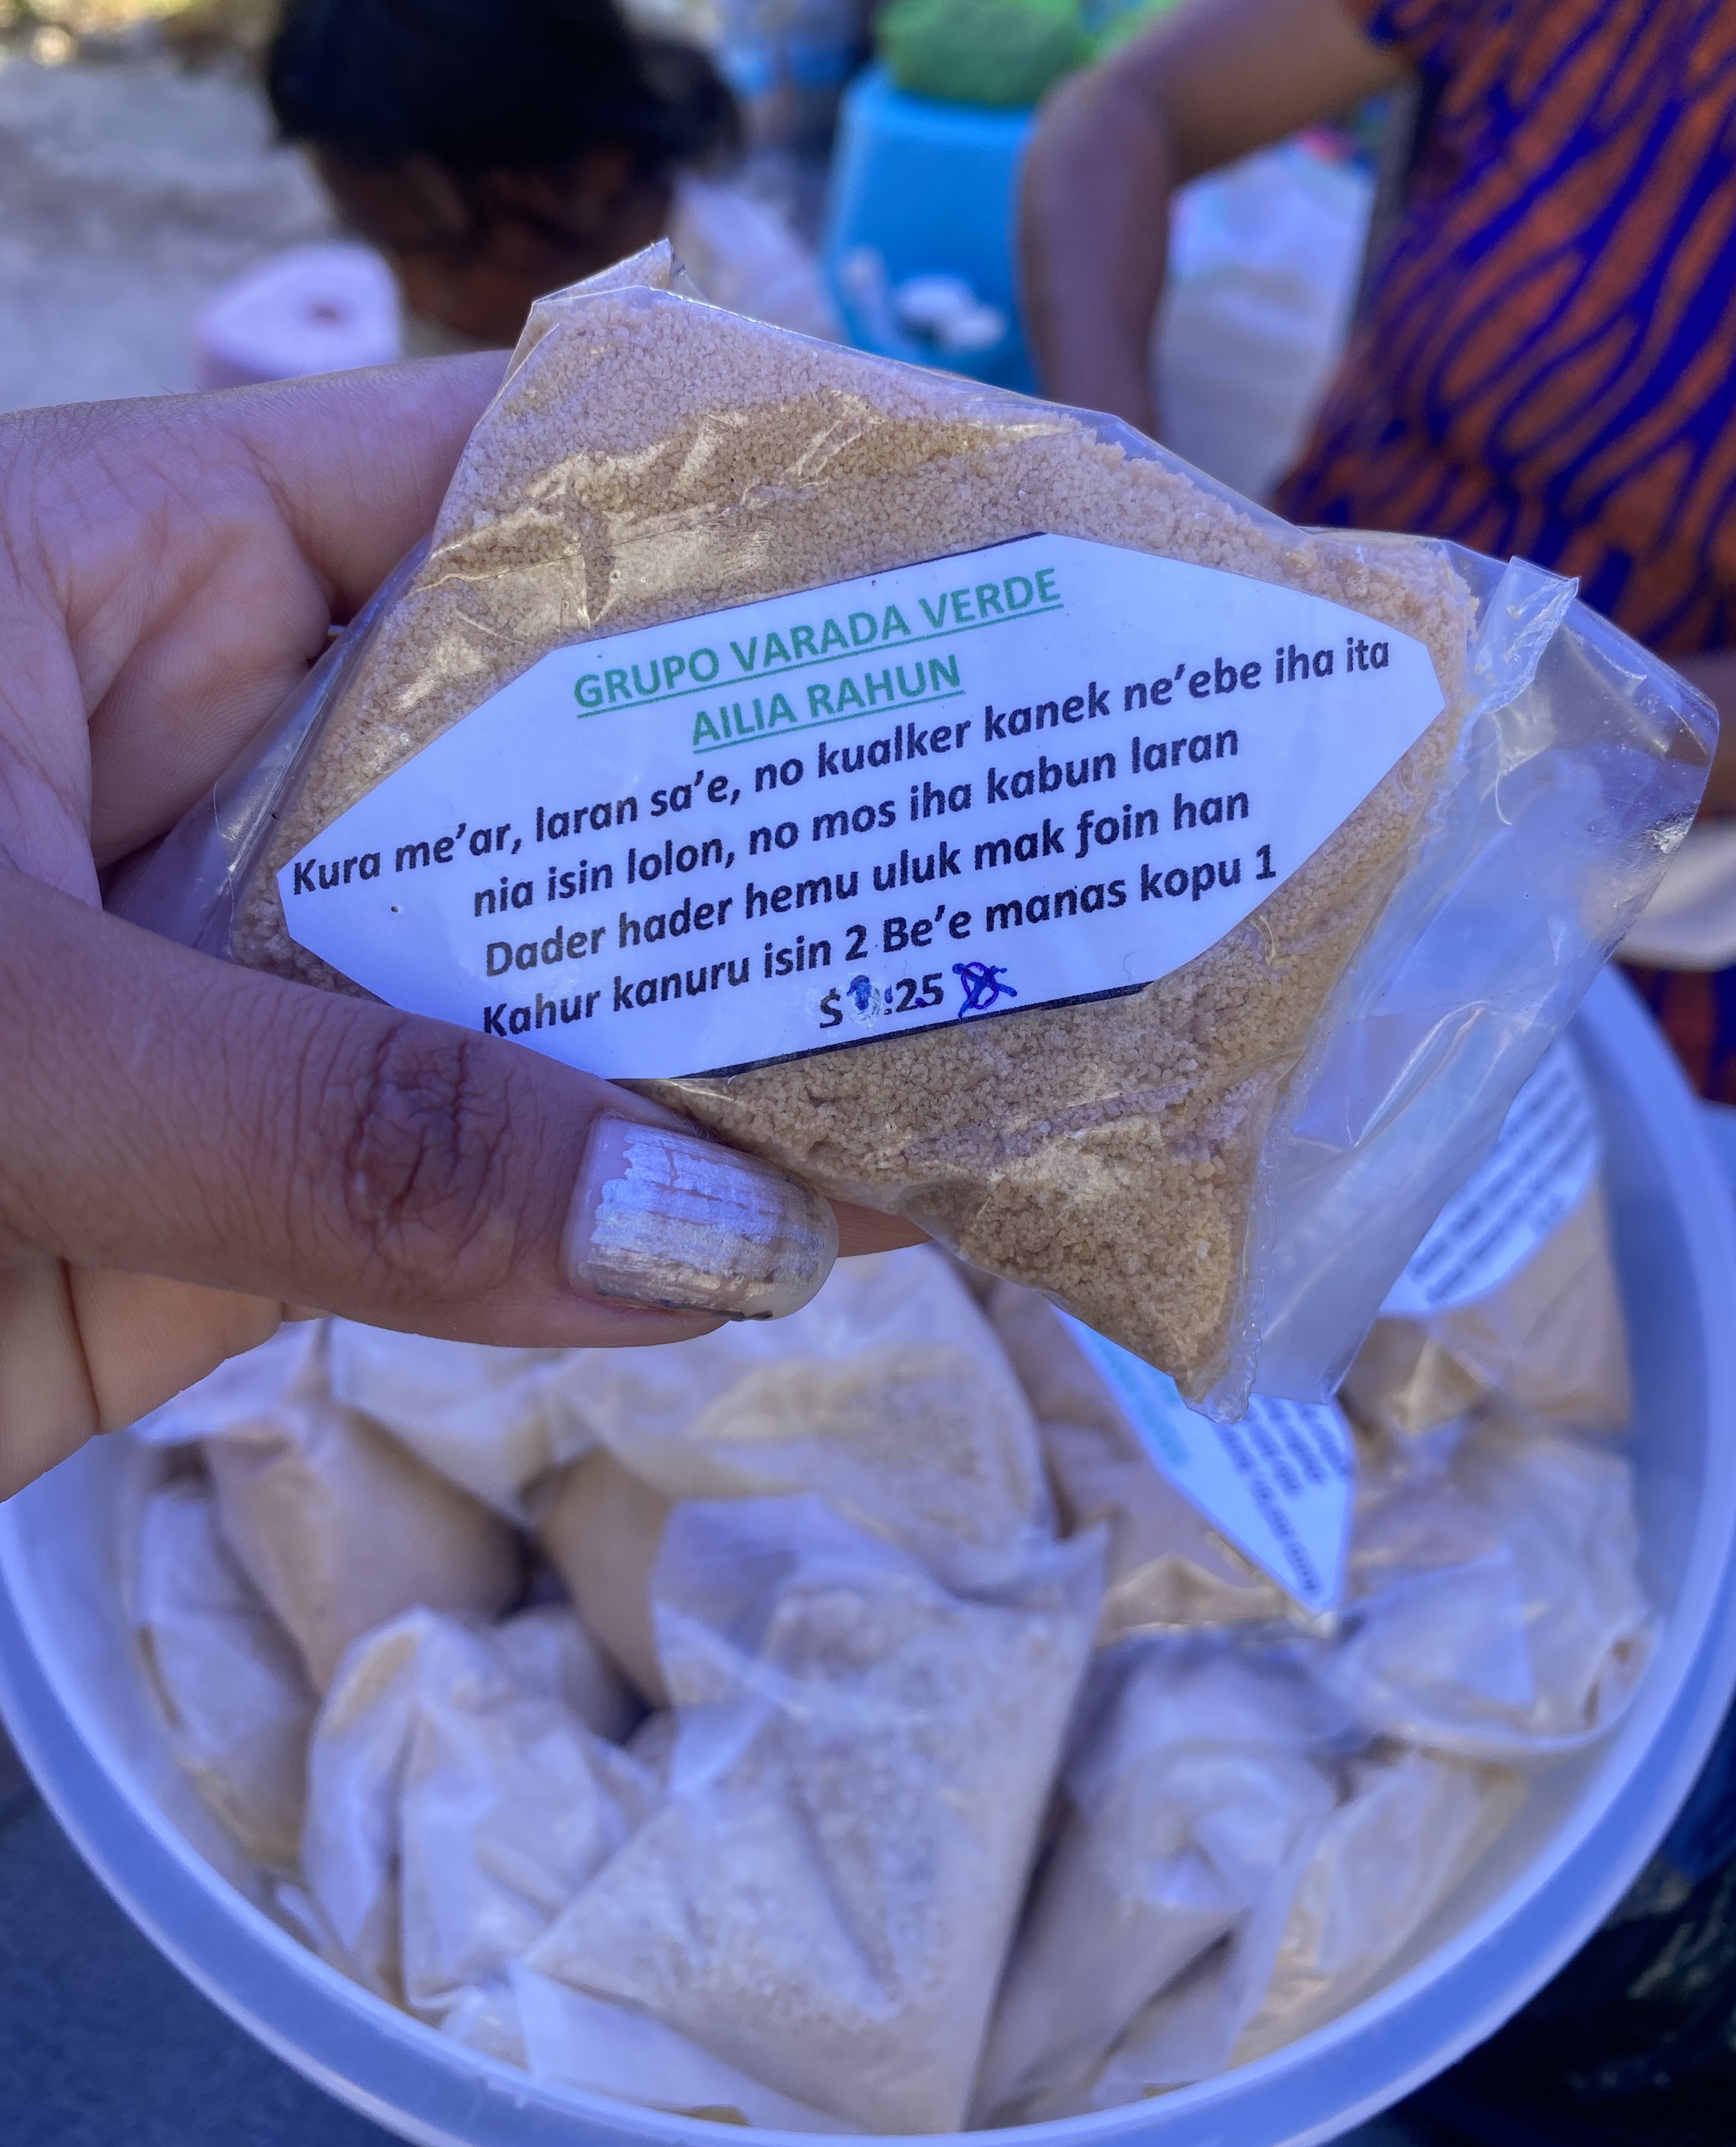 GRUPO VARADA VERDE
AILIA RAHUN
Kura me’ar, laran sa’e, no kualker kanek ne’ebe iha ita
nia isin lolon, no mos iha kabun laran
Dader hader hemu uluk mak foin han
Kahur kanuru isin 2 Be’e manas kopu 1
$1.25